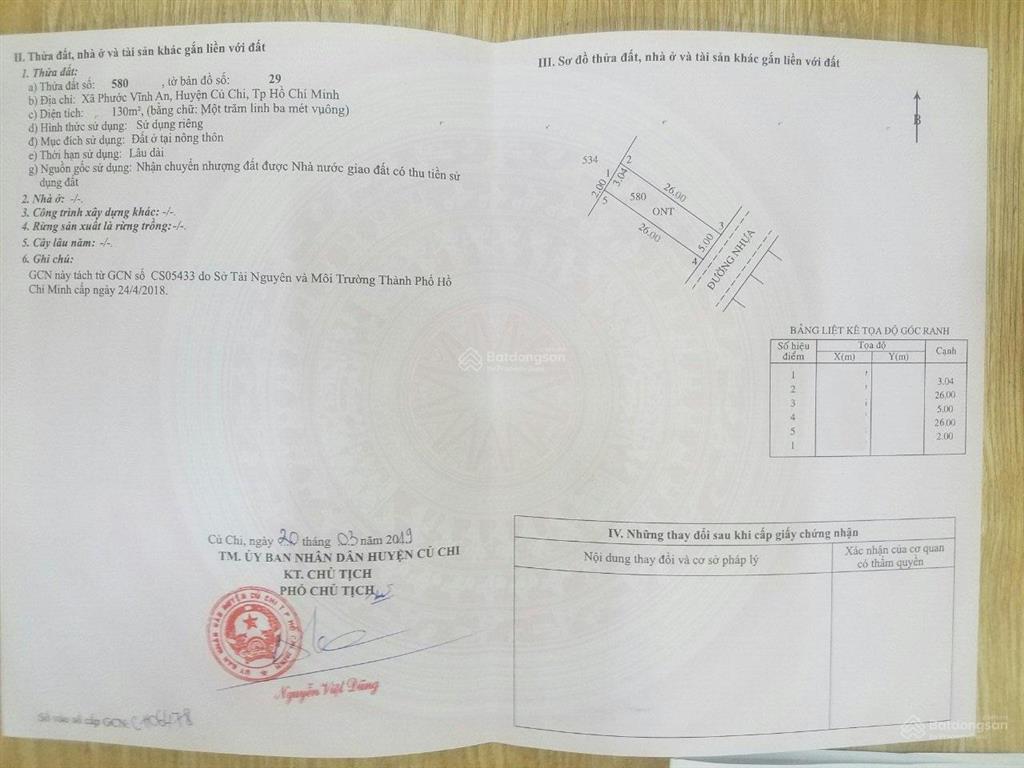 II. Thửa đất, nhà ở và tài sản khác gắn liền với đất
1. Thửa đất:
a) Thửa đất số: 580 , tờ bản đồ số: 29
b) Địa chỉ: Xã Phước Vĩnh An, Huyện Củ Chi, Tp Hồ Chí Minh
c) Diện tích: 130m², (bằng chữ: Một trăm linh ba mét vuông)
d) Hình thức sử dụng: Sử dụng riêng
đ) Mục đích sử dụng: Đất ở tại nông thôn
e) Thời hạn sử dụng: Lâu dài
g) Nguồn gốc sử dụng: Nhận chuyển nhượng đất được Nhà nước giao đất có thu tiền sử
dụng đất
2. Nhà ở: -/-.
3. Công trình xây dựng khác: -/-.
4. Rừng sản xuất là rừng trồng: -/-.
5. Cây lâu năm: -/-.
6. Ghi chú:
GCN này tách từ GCN số CS05433 do Sở Tài Nguyên và Môi Trường Thành Phố Hồ
Chí Minh cấp ngày 24/4/2018.
Củ Chi, ngày 20 tháng 03 năm 2019
TM. ỦY BAN NHÂN DÂN HUYỆN CỦ CHI
KT. CHỦ TỊCH
PHÓ CHỦ TỊCH
ỦY BAN NHÂN DÂN HUYỆN CỦ CHI T.P HỒ CHÍ MINH
Nguyễn Việt Dũng
Số vào sổ cấp GCN: CH06478
III. Sơ đồ thửa đất, nhà ở và tài sản khác gắn liền với đất
B
534
2
1
3.04
2.00
5
580
ONT
26.00
26.00
3
5.00
4
ĐƯỜNG NHỰA
BẢNG LIỆT KÊ TỌA ĐỘ GÓC RANH
Số hiệu điểm Tọa độ Cạnh
X(m) Y(m)
1
3.04
2
26.00
3
5.00
4
26.00
5
2.00
1
IV. Những thay đổi sau khi cấp giấy chứng nhận
Nội dung thay đổi và cơ sở pháp lý
Xác nhận của cơ quan
có thẩm quyền
Batdongsan
Batdongsan